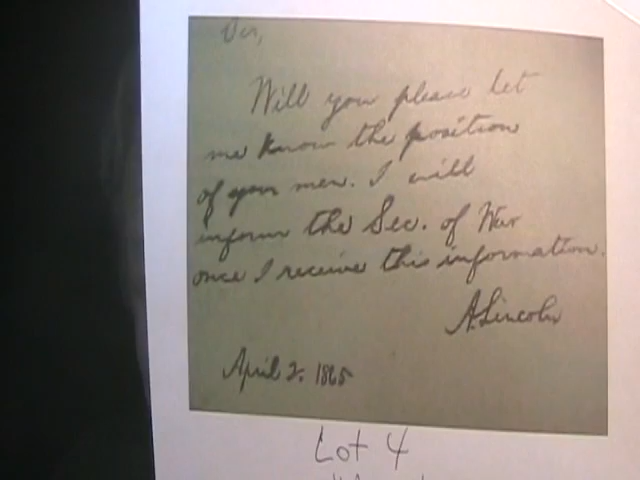 Sir,
Will you please let
me know the position
of your men. I will
inform the Sec. of War
once I receive this information.
A. Lincoln
April 2. 1865
Lot 4